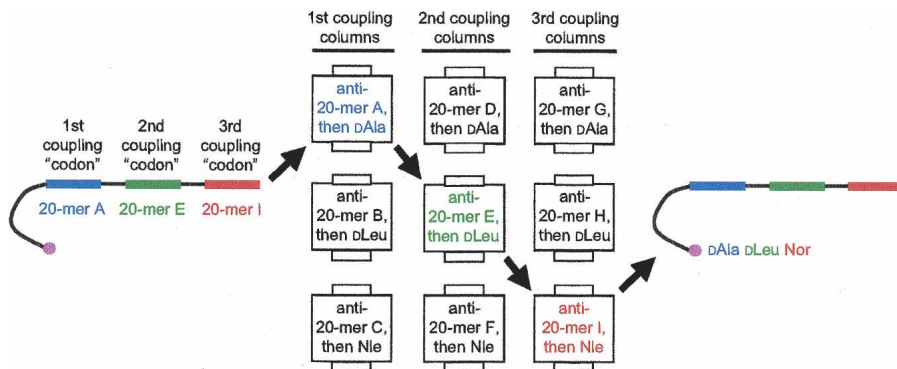 1st coupling
columns
2nd coupling
columns
3rd coupling
columns
1st
coupling
"codon"
2nd
coupling
"codon"
3rd
coupling
"codon"
20-mer A
20-mer E
20-mer I
anti-
20-mer A,
then DAla
anti-
20-mer D,
then DAla
anti-
20-mer G,
then DAla
anti-
20-mer B,
then DLeu
anti-
20-mer E,
then DLeu
anti-
20-mer H,
then DLeu
anti-
20-mer C,
then Nle
anti-
20-mer F,
then Nle
anti-
20-mer I,
then Nle
DAla DLeu Nor